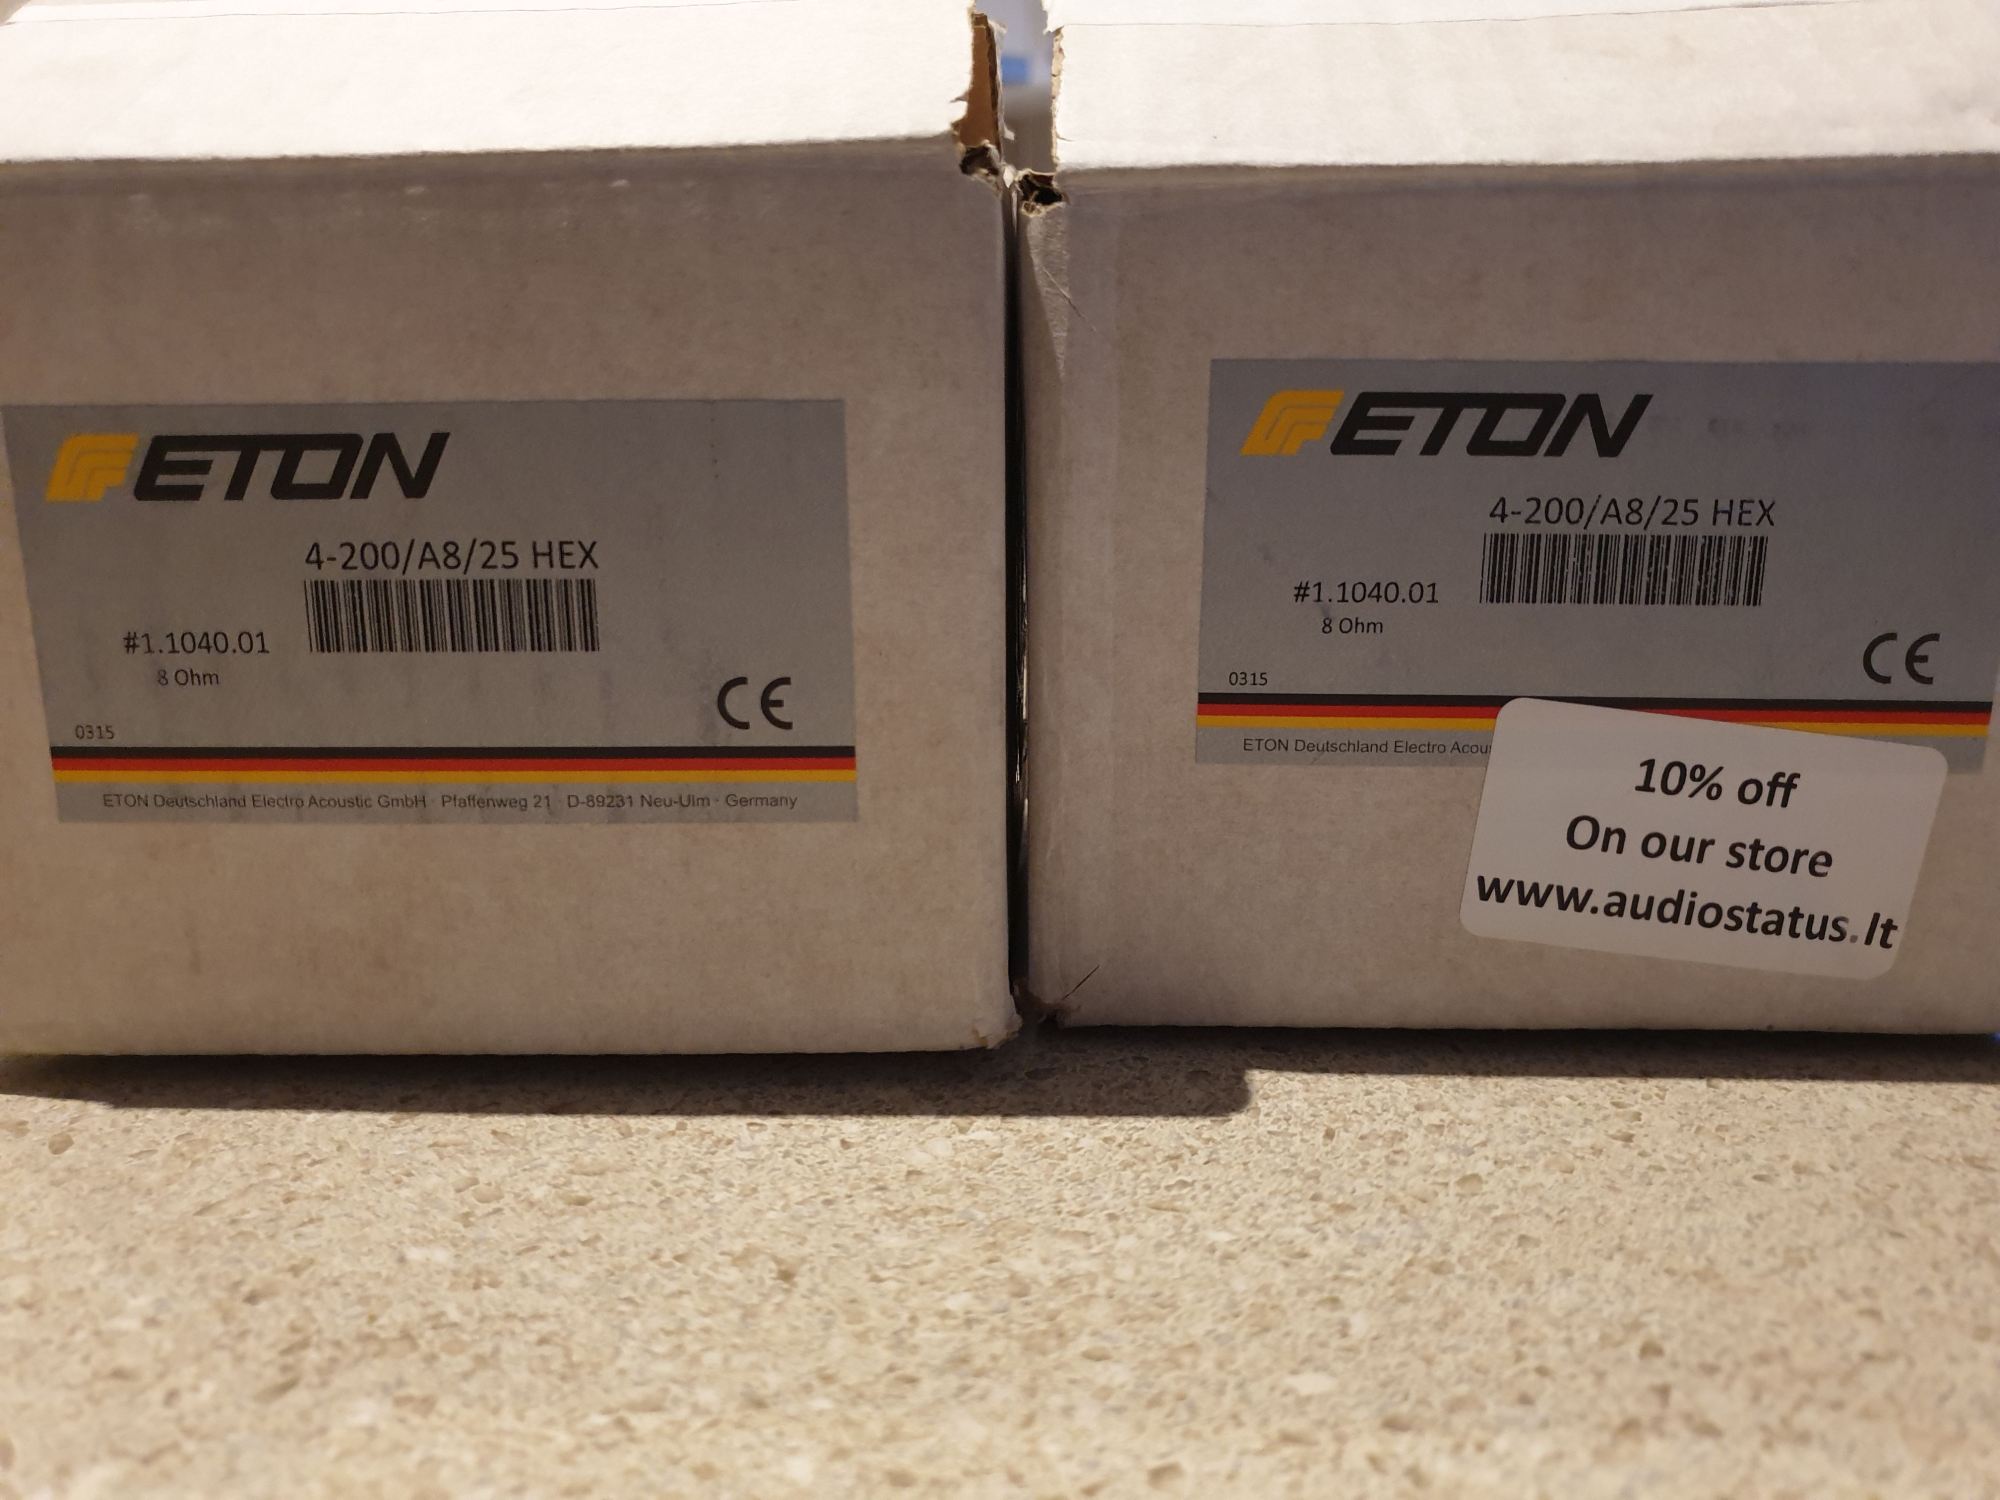 ETON
4-200/A8/25 HEX
#1.1040.01
8 Ohm
0315
CE
ETON Deutschland Electro Acoustic GmbH · Pfaffenweg 21 · D-89231 Neu-Ulm · Germany
ETON
4-200/A8/25 HEX
#1.1040.01
8 Ohm
0315
CE
ETON Deutschland Electro
10% off
On our store
www.audiostatus.lt